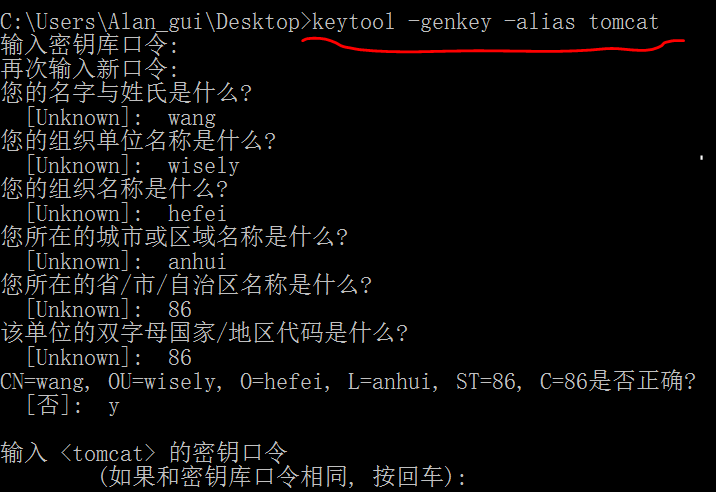 C:\Users\Alan_gui\Desktop>keytool -genkey -alias tomcat
输入密钥库口令:
再次输入新口令:
您的名字与姓氏是什么?
[Unknown]: wang
您的组织单位名称是什么?
[Unknown]: wisely
您的组织名称是什么?
[Unknown]: hefei
您所在的城市或区域名称是什么?
[Unknown]: anhui
您所在的省/市/自治区名称是什么?
[Unknown]: 86
该单位的双字母国家/地区代码是什么?
[Unknown]: 86
CN=wang, OU=wisely, O=hefei, L=anhui, ST=86, C=86是否正确?
[否]: y
输入 <tomcat> 的密钥口令
(如果和密钥库口令相同, 按回车):